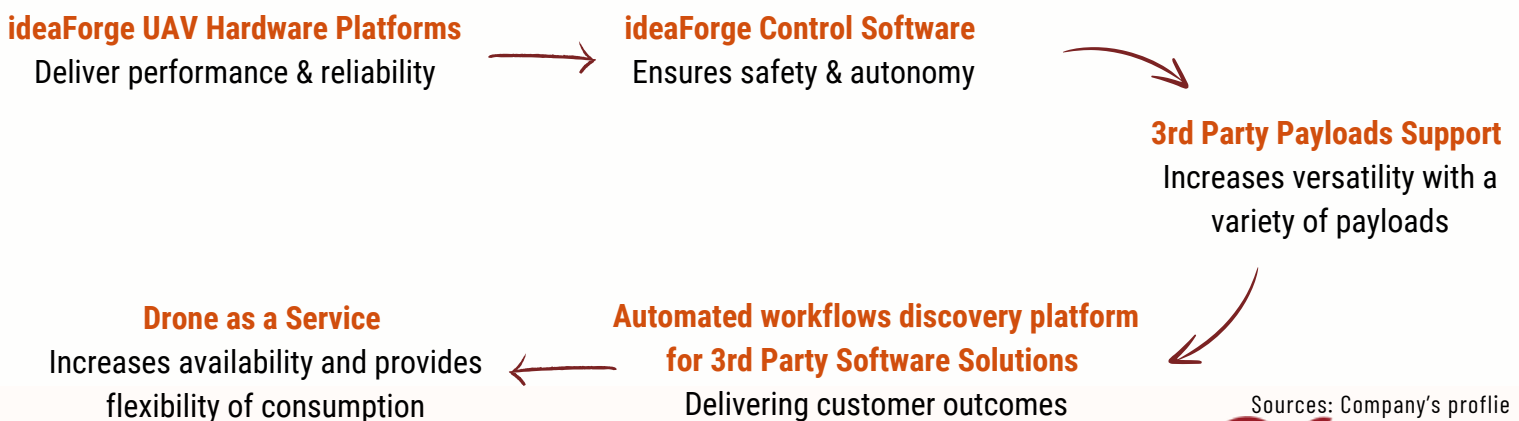 ideaForge UAV Hardware Platforms
Deliver performance & reliability
ideaForge Control Software
Ensures safety & autonomy
3rd Party Payloads Support
Increases versatility with a
variety of payloads
Automated workflows discovery platform
for 3rd Party Software Solutions
Delivering customer outcomes
Drone as a Service
Increases availability and provides
flexibility of consumption
Sources: Company's proflie